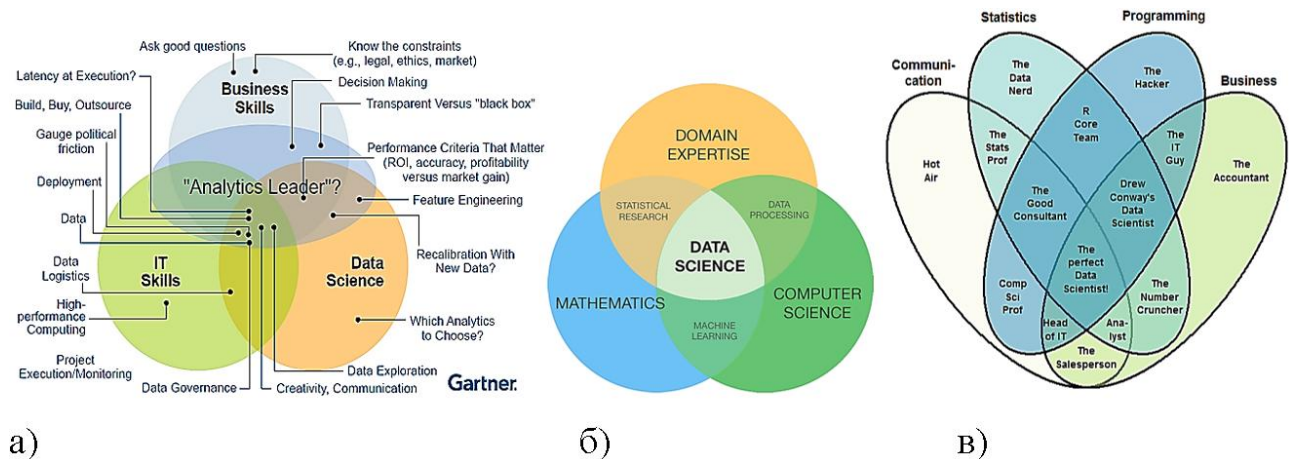 Ask good questions
Know the constraints
(e.g., legal, ethics, market)
Latency at Execution?
Business
Skills
Decision Making
Build, Buy, Outsource
Transparent Versus "black box"
Gauge political
friction
Performance Criteria That Matter
(ROI, accuracy, profitability
versus market gain)
Deployment
"Analytics Leader"?
Feature Engineering
Data
IT
Skills
Data
Science
Recalibration With
New Data?
Data
Logistics
High-
performance
Computing
Which Analytics
to Choose?
Project
Execution/Monitoring
Data Exploration
Data Governance
Creativity, Communication
Gartner.
а)
DOMAIN
EXPERTISE
STATISTICAL
RESEARCH
DATA
PROCESSING
DATA
SCIENCE
MATHEMATICS
COMPUTER
SCIENCE
MACHINE
LEARNING
б)
Statistics
Programming
Communi-
cation
Business
The
Data
Nerd
The
Hacker
R
Core
Team
The
Stats
Prof
The
IT
Guy
Hot
Air
The
Accountant
The
Good
Consultant
Drew
Conway's
Data
Scientist
The
perfect
Data
Scientist!
Comp
Sci
Prof
The
Number
Cruncher
Head
of IT
Ana-
lyst
The
Salesperson
в)